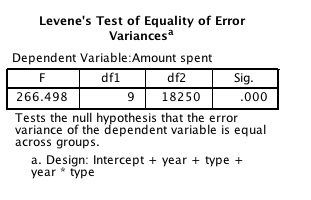 Levene's Test of Equality of Error
Variancesa
Dependent Variable:Amount spent
F df1 df2 Sig.
266.498 9 18250 .000
Tests the null hypothesis that the error
variance of the dependent variable is equal
across groups.
a. Design: Intercept + year + type +
year * type